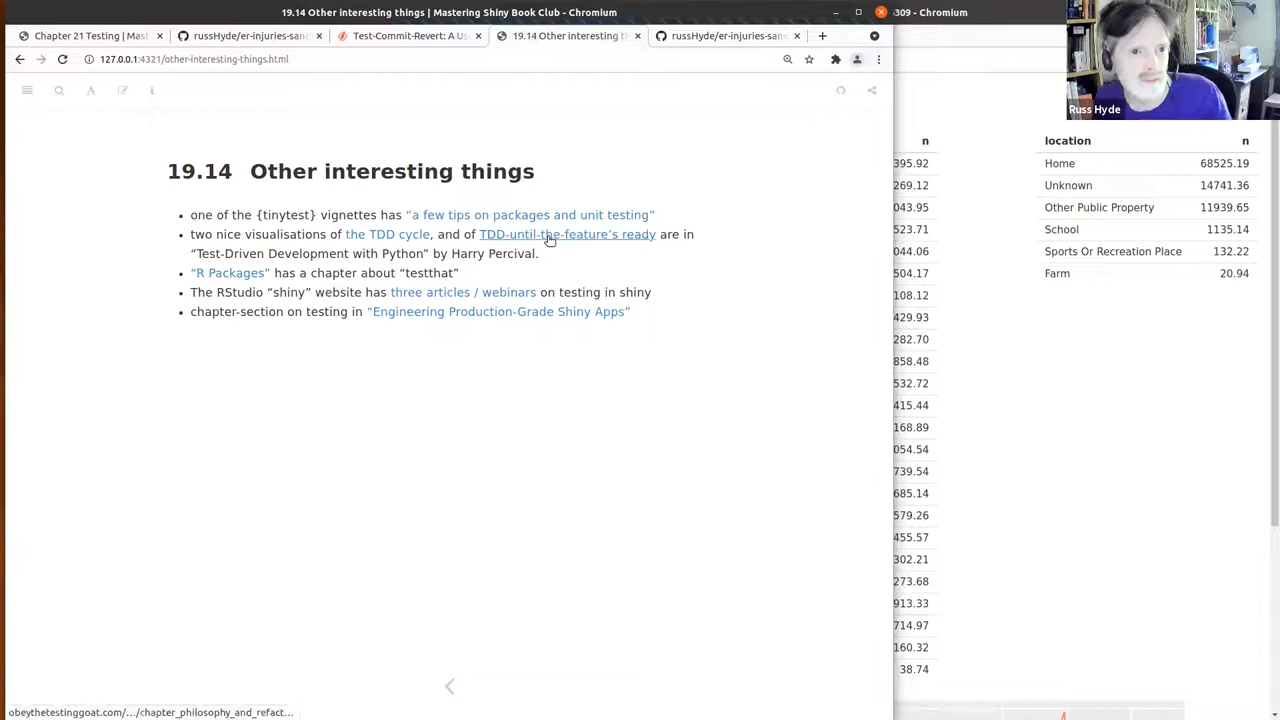 19.14 Other interesting things | Mastering Shiny Book Club - Chromium
5309 - Chromium
Chapter 21 Testing | Mast
russHyde/er-injuries-sand
Test-Commit-Revert: A Us
19.14 Other interesting th
russHyde/er-injuries-sand
127.0.0.1:4321/other-interesting-things.html
Russ Hyde
19.14 Other interesting things
one of the {tinytest} vignettes has “a few tips on packages and unit testing”
two nice visualisations of the TDD cycle, and of TDD-until-the-feature’s ready are in
“Test-Driven Development with Python” by Harry Percival.
“R Packages” has a chapter about “testthat”
The RStudio “shiny” website has three articles / webinars on testing in shiny
chapter-section on testing in “Engineering Production-Grade Shiny Apps”
n
395.92
269.12
043.95
523.71
044.06
504.17
108.12
429.93
282.70
858.48
532.72
415.44
168.89
054.54
739.54
685.14
579.26
455.57
302.21
273.68
913.33
714.97
160.32
38.74
location n
Home 68525.19
Unknown 14741.36
Other Public Property 11939.65
School 1135.14
Sports Or Recreation Place 132.22
Farm 20.94
obeythetestinggoat.com/…/chapter_philosophy_and_refact…